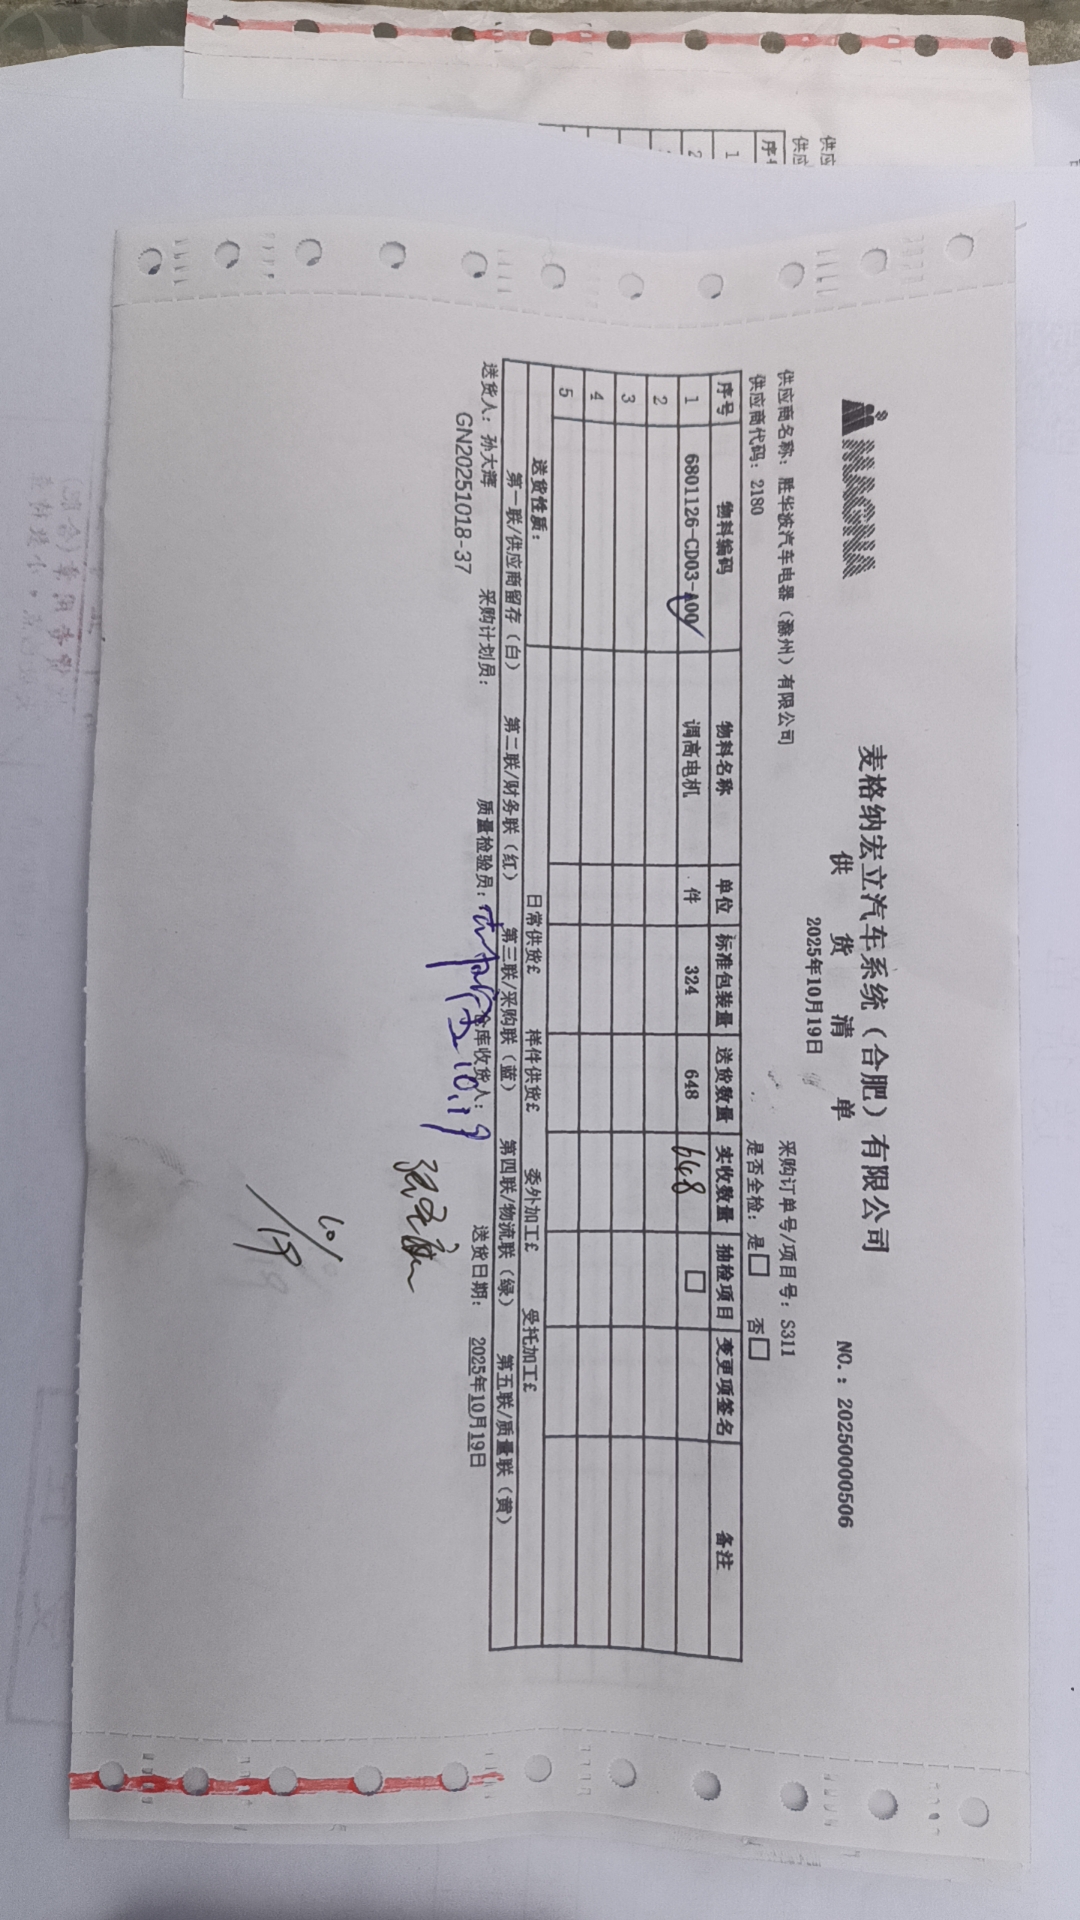 MAGNA
麦格纳宏立汽车系统（合肥）有限公司
供货清单
NO.：20250000506
2025年10月19日
供应商名称：胜华波汽车电器（滁州）有限公司
采购订单号/项目号：S311
供应商代码：2180
是否全检：是□ 否□
序号 物料编码 物料名称 单位 标准包装量 送货数量 实收数量 抽检项目 变更项签名 备注
1 6801126-CD03-A00 调高电机 件 324 648 648 □
2
3
4
5
送货性质： 日常供货£ 样件供货£ 委外加工£ 受托加工£
第一联/供应商留存（白） 第二联/财务联（红） 第三联/采购联（蓝） 第四联/物流联（绿） 第五联/质量联（黄）
送货人：孙大辉 采购计划员： 质量检验员： 10.19 仓库收货人： 送货日期：2025年10月19日
GN20251018-37
10/
/19
供应
供应
序号
1
2